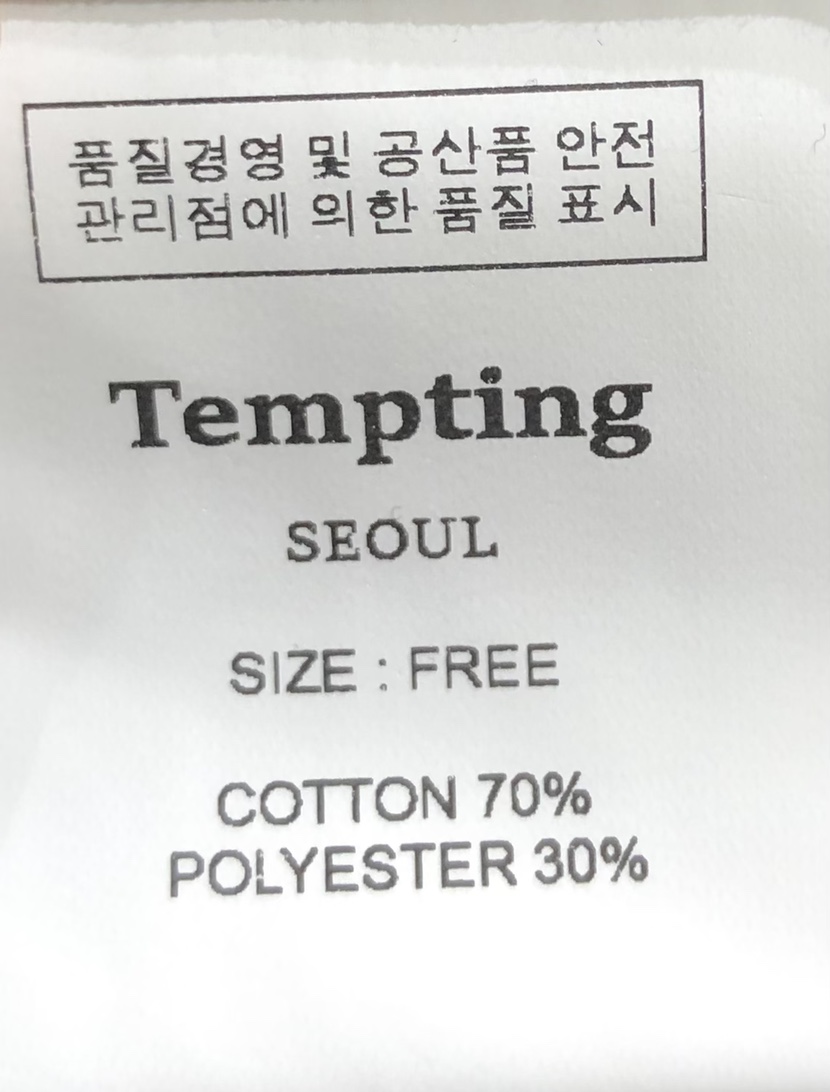 품질경영 및 공산품 안전
관리점에 의한 품질 표시
Tempting
SEOUL
SIZE : FREE
COTTON 70%
POLYESTER 30%